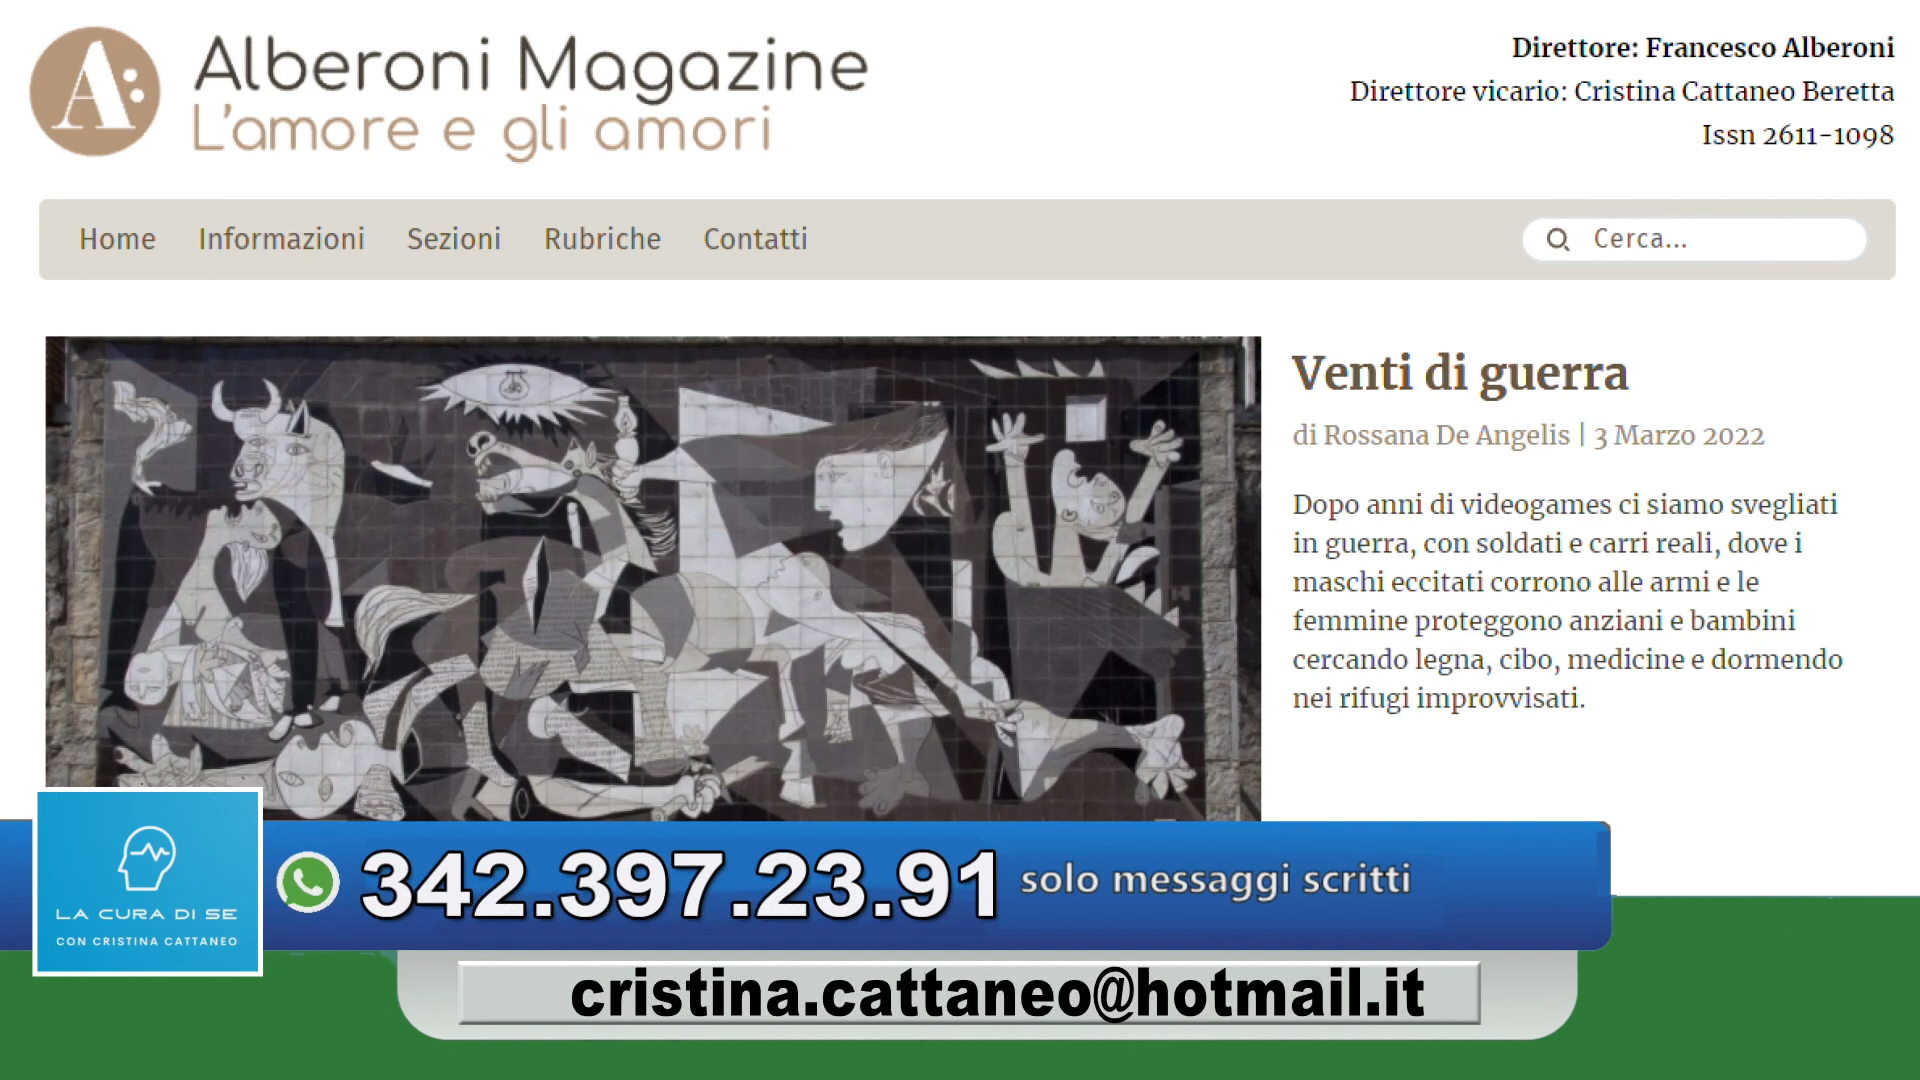 A:
Alberoni Magazine
L'amore e gli amori
Direttore: Francesco Alberoni
Direttore vicario: Cristina Cattaneo Beretta
Issn 2611-1098
Home Informazioni Sezioni Rubriche Contatti
Cerca...
Venti di guerra
di Rossana De Angelis | 3 Marzo 2022
Dopo anni di videogames ci siamo svegliati
in guerra, con soldati e carri reali, dove i
maschi eccitati corrono alle armi e le
femmine proteggono anziani e bambini
cercando legna, cibo, medicine e dormendo
nei rifugi improvvisati.
LA CURA DI SE
CON CRISTINA CATTANEO
342.397.23.91 solo messaggi scritti
cristina.cattaneo@hotmail.it